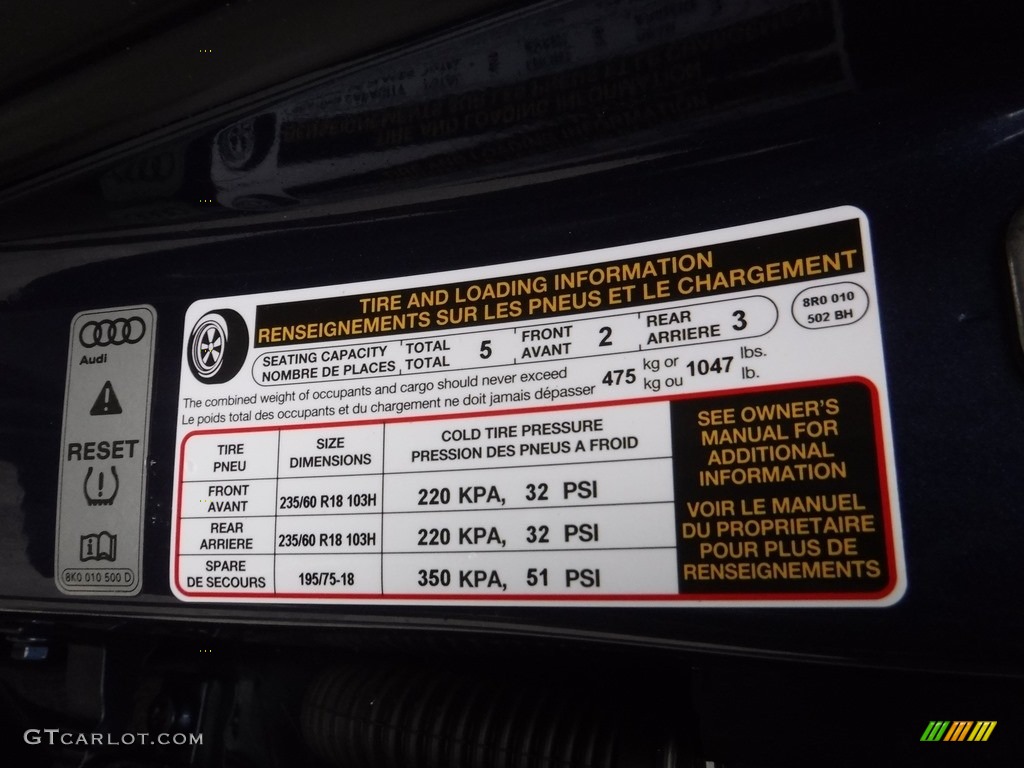 TIRE AND LOADING INFORMATION
RENSEIGNEMENTS SUR LES PNEUS ET LE CHARGEMENT
SEATING CAPACITY TOTAL 5 FRONT 2 REAR 3
NOMBRE DE PLACES TOTAL AVANT ARRIERE
8R0 010
502 BH
The combined weight of occupants and cargo should never exceed 475 kg or 1047 lbs.
Le poids total des occupants et du chargement ne doit jamais dépasser kg ou lb.
TIRE SIZE COLD TIRE PRESSURE
PNEU DIMENSIONS PRESSION DES PNEUS A FROID
FRONT
AVANT 235/60 R18 103H 220 KPA, 32 PSI
REAR
ARRIERE 235/60 R18 103H 220 KPA, 32 PSI
SPARE
DE SECOURS 195/75-18 350 KPA, 51 PSI
SEE OWNER'S
MANUAL FOR
ADDITIONAL
INFORMATION
VOIR LE MANUEL
DU PROPRIETAIRE
POUR PLUS DE
RENSEIGNEMENTS
Audi
RESET
8K0 010 500 D
GTCARLOT.COM